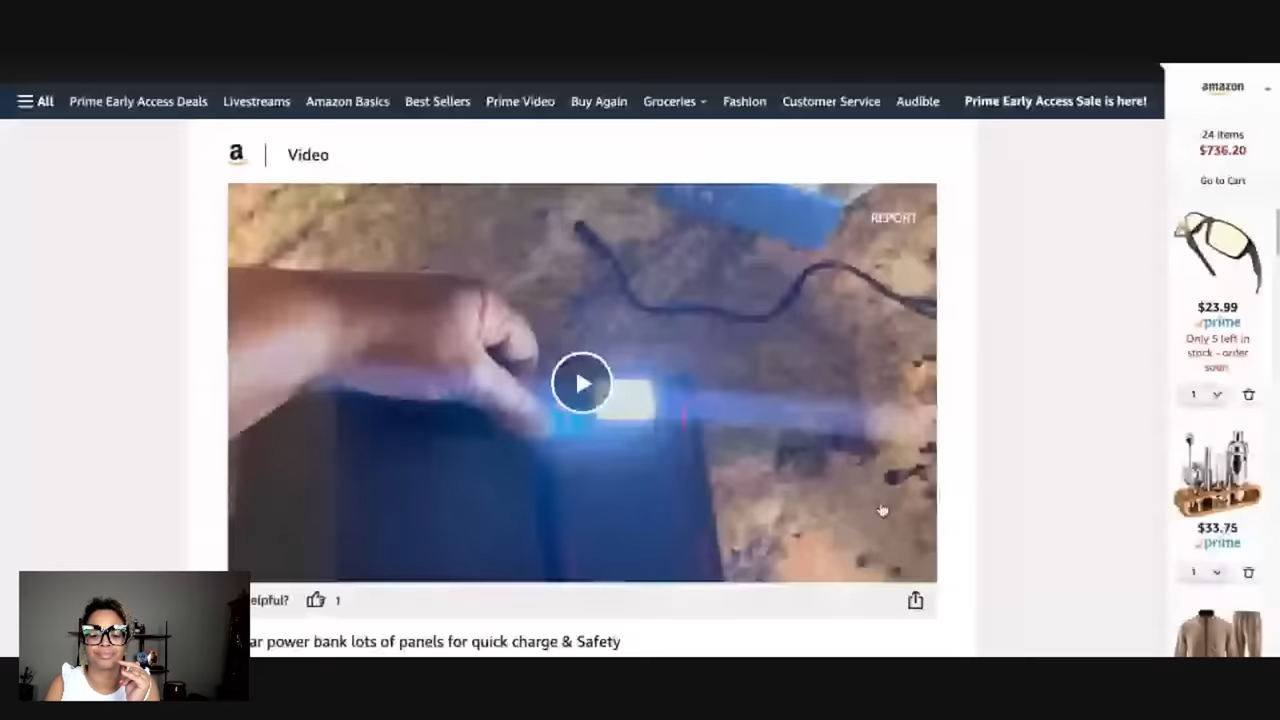 All Prime Early Access Deals Livestreams Amazon Basics Best Sellers Prime Video Buy Again Groceries Fashion Customer Service Audible Prime Early Access Sale is here!
amazon
24 items
$736.20
Go to Cart
a Video
REPORT
$23.99
prime
Only 5 left in
stock - order
soon
1
$33.75
prime
1
elpful? 1
ar power bank lots of panels for quick charge & Safety